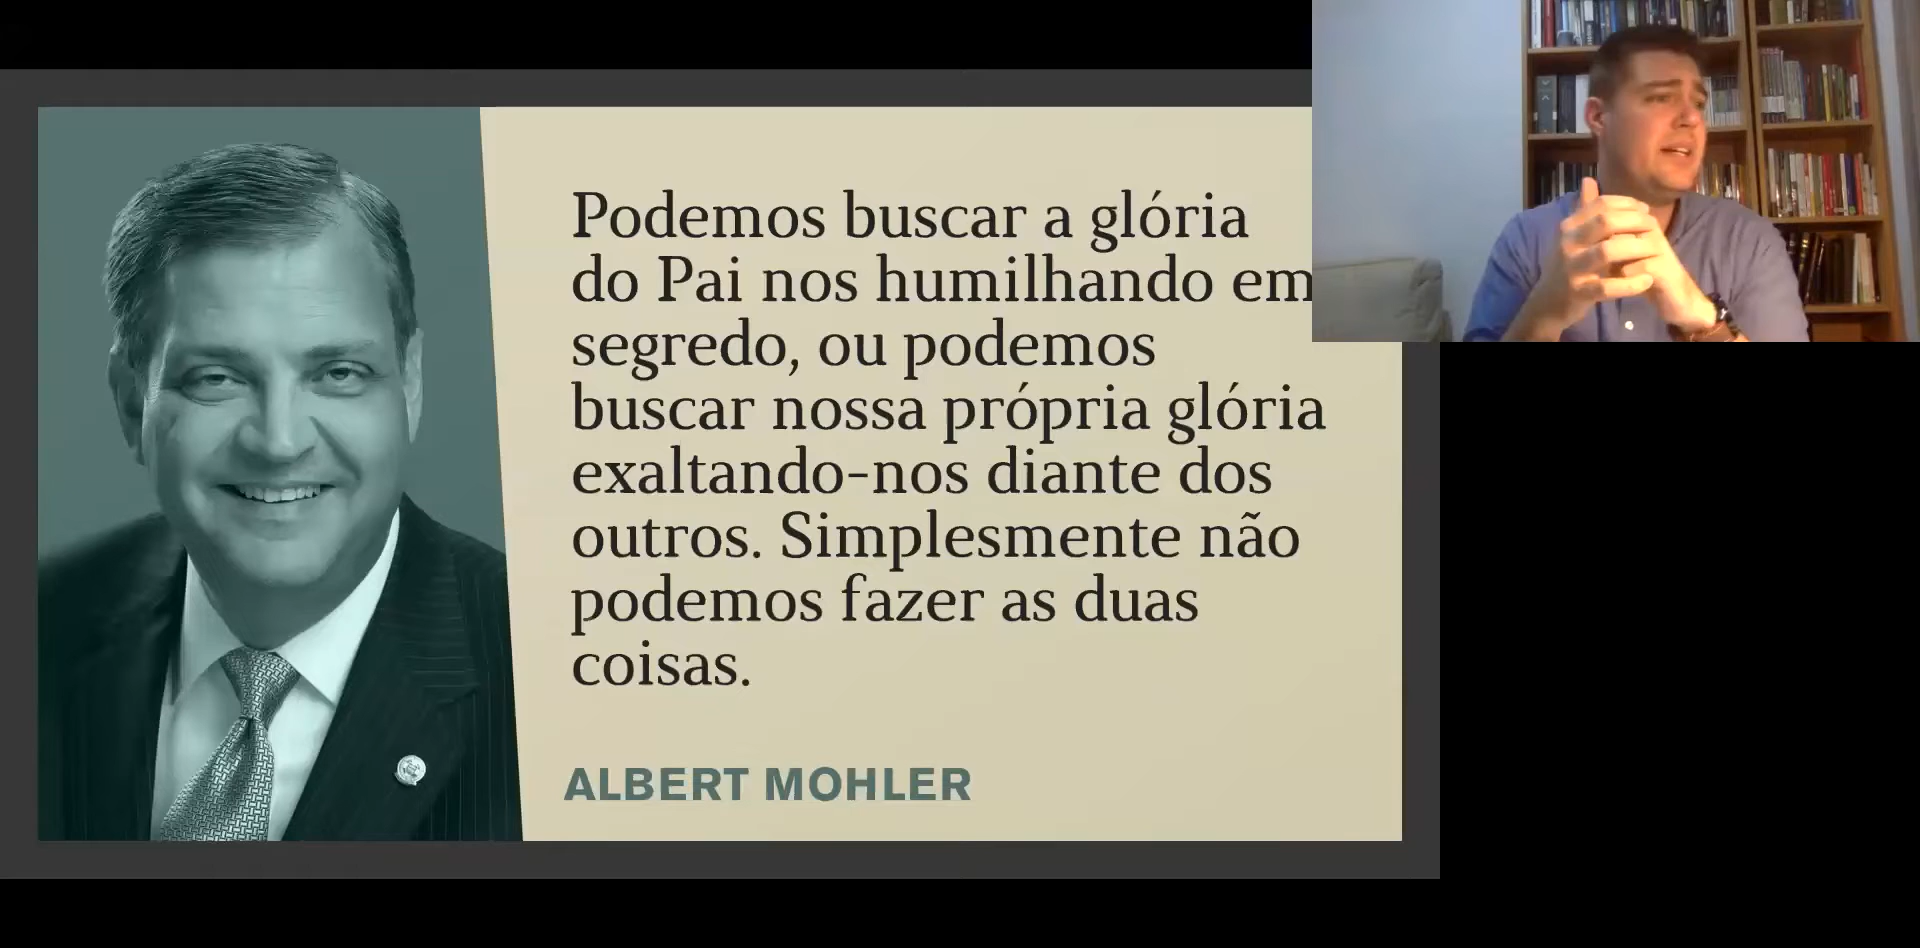 Podemos buscar a glória
do Pai nos humilhando em
segredo, ou podemos
buscar nossa própria glória
exaltando-nos diante dos
outros. Simplesmente não
podemos fazer as duas
coisas.
ALBERT MOHLER